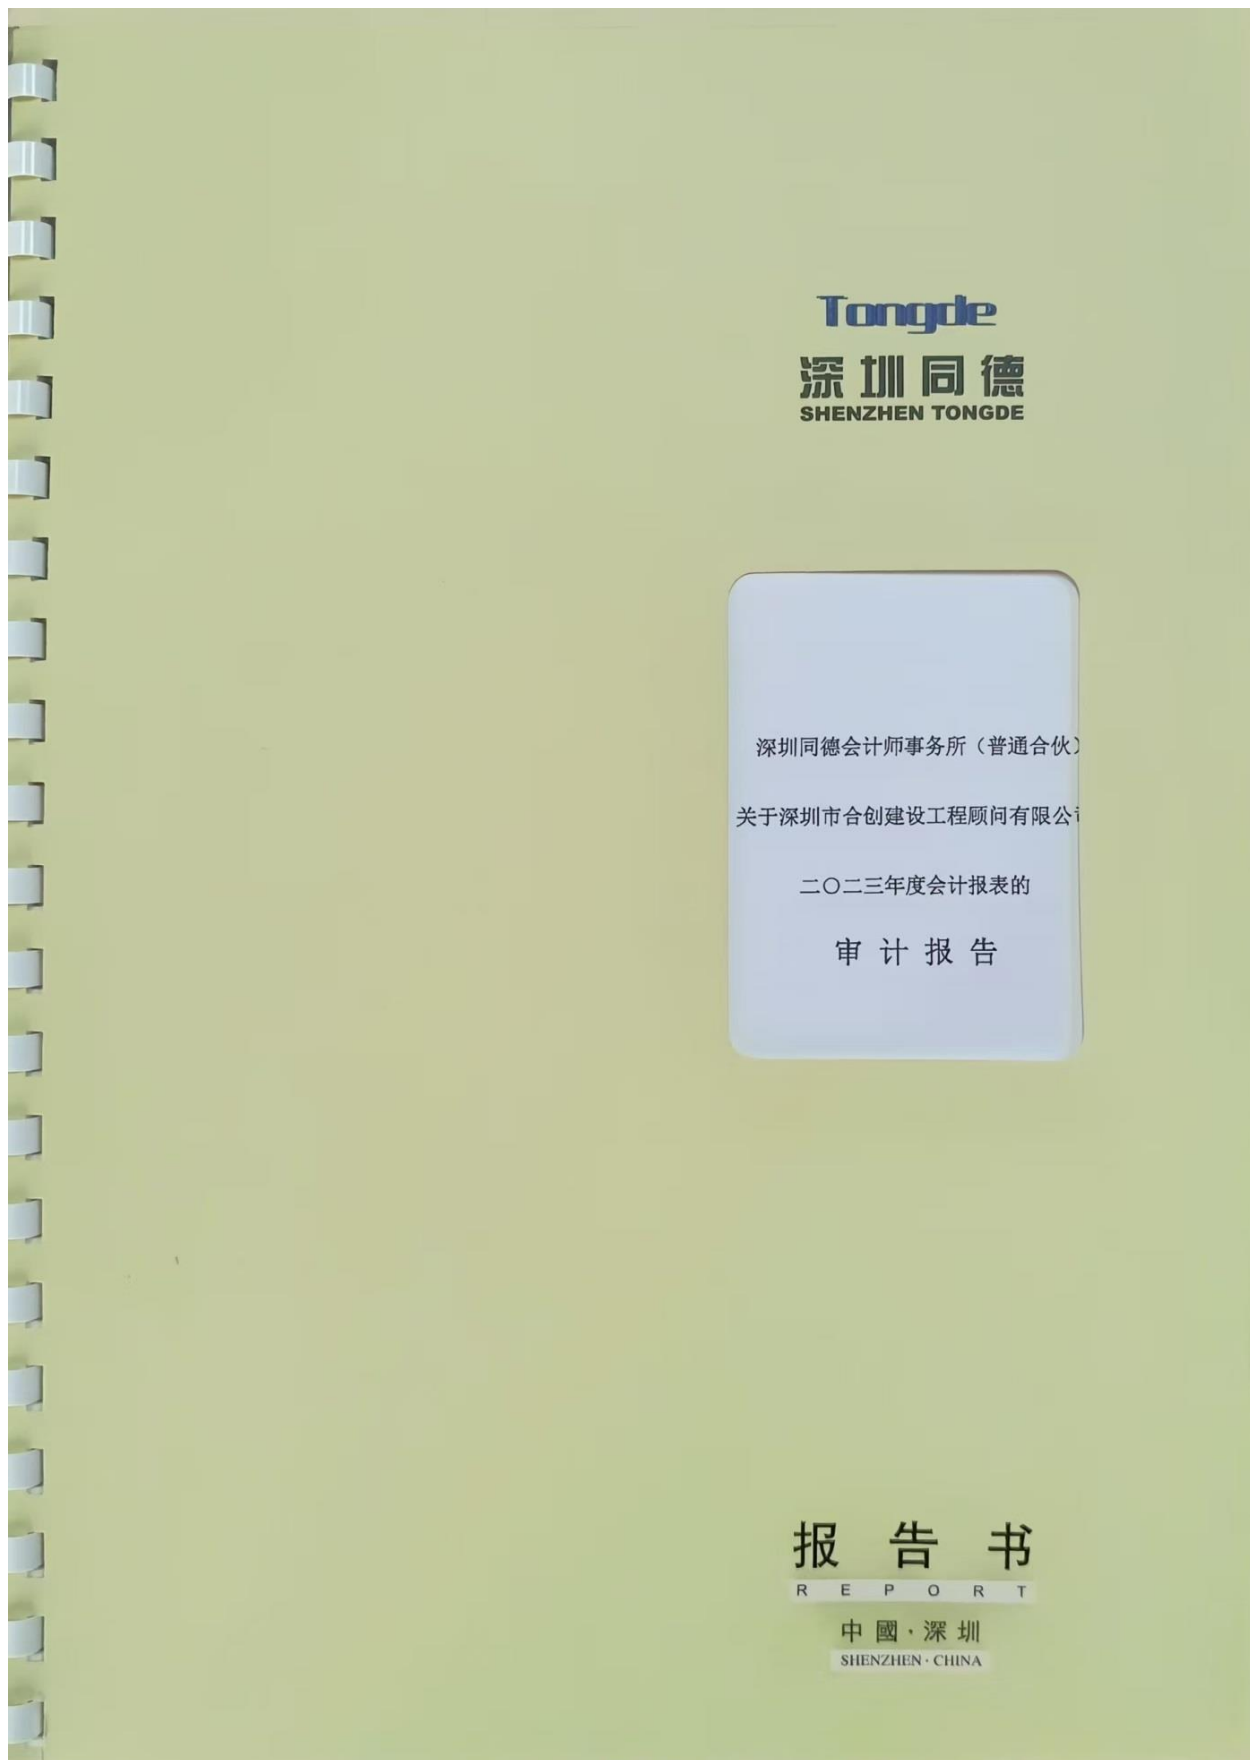 Tongde
深圳同德
SHENZHEN TONGDE
深圳同德会计师事务所（普通合伙）
关于深圳市合创建设工程顾问有限公司
二〇二三年度会计报表的
审计报告
报告书
REPORT
中國·深圳
SHENZHEN·CHINA